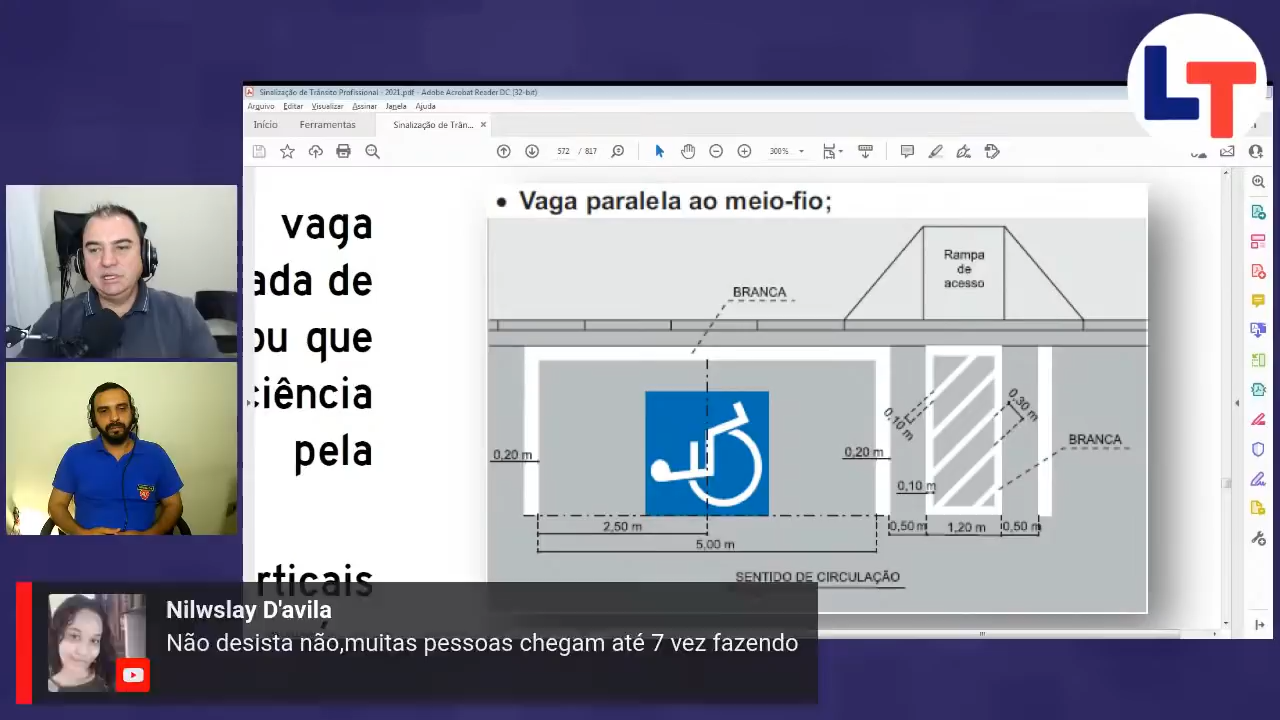 LT
Sinalização de Trânsito Profissional - 2021.pdf - Adobe Acrobat Reader DC (32-bit)
Arquivo Editar Visualizar Assinar Janela Ajuda
Início Ferramentas Sinalização de Trân... ×
572 / 817 300%
vaga
ada de
ou que
ciência
pela
rticais
• Vaga paralela ao meio-fio;
Rampa
de
acesso
BRANCA
0,10 m
0,30 m
BRANCA
0,20 m
0,20 m
0,10 m
2,50 m
0,50 m
1,20 m
0,50 m
5,00 m
SENTIDO DE CIRCULAÇÃO
Nilwslay D'avila
Não desista não,muitas pessoas chegam até 7 vez fazendo